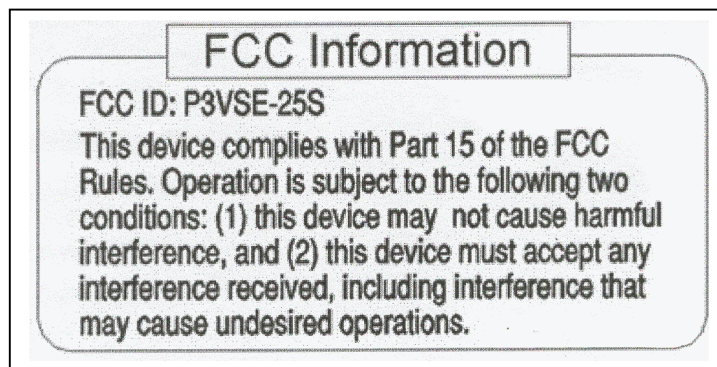 FCC Information
FCC ID: P3VSE-25S
This device complies with Part 15 of the FCC
Rules. Operation is subject to the following two
conditions: (1) this device may not cause harmful
interference, and (2) this device must accept any
interference received, including interference that
may cause undesired operations.